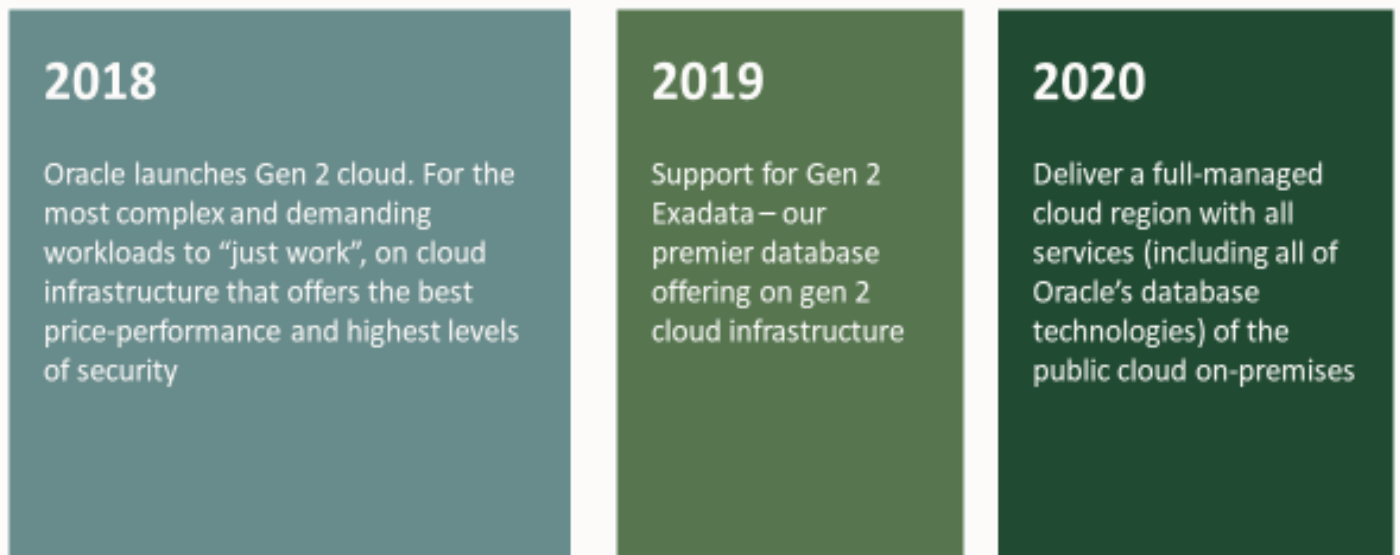 2018
Oracle launches Gen 2 cloud. For the
most complex and demanding
workloads to “just work”, on cloud
infrastructure that offers the best
price-performance and highest levels
of security
2019
Support for Gen 2
Exadata – our
premier database
offering on gen 2
cloud infrastructure
2020
Deliver a full-managed
cloud region with all
services (including all of
Oracle’s database
technologies) of the
public cloud on-premises